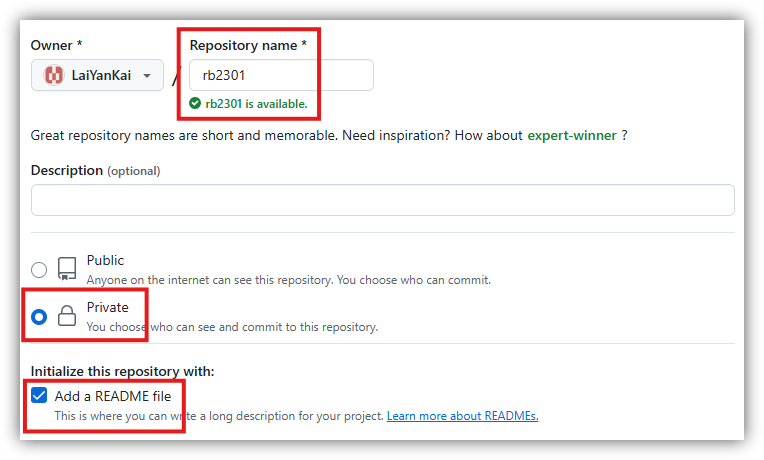 Owner * Repository name *
LaiYanKai / rb2301
rb2301 is available.
Great repository names are short and memorable. Need inspiration? How about expert-winner ?
Description (optional)
Public
Anyone on the internet can see this repository. You choose who can commit.
Private
You choose who can see and commit to this repository.
Initialize this repository with:
Add a README file
This is where you can write a long description for your project. Learn more about READMEs.